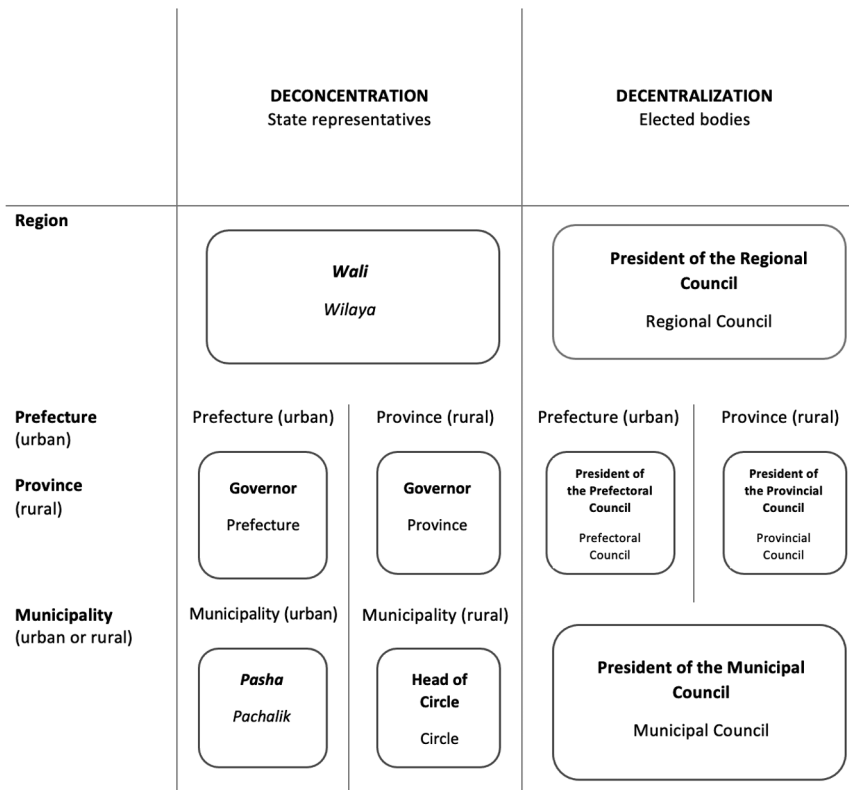 DECONCENTRATION
State representatives
DECENTRALIZATION
Elected bodies
Region
Wali
Wilaya
President of the Regional
Council
Regional Council
Prefecture
(urban)
Province
(rural)
Prefecture (urban)
Province (rural)
Prefecture (urban)
Province (rural)
Governor
Prefecture
Governor
Province
President of
the Prefectoral
Council
Prefectoral
Council
President of
the Provincial
Council
Provincial
Council
Municipality
(urban or rural)
Municipality (urban)
Municipality (rural)
Pasha
Pachalik
Head of
Circle
Circle
President of the Municipal
Council
Municipal Council